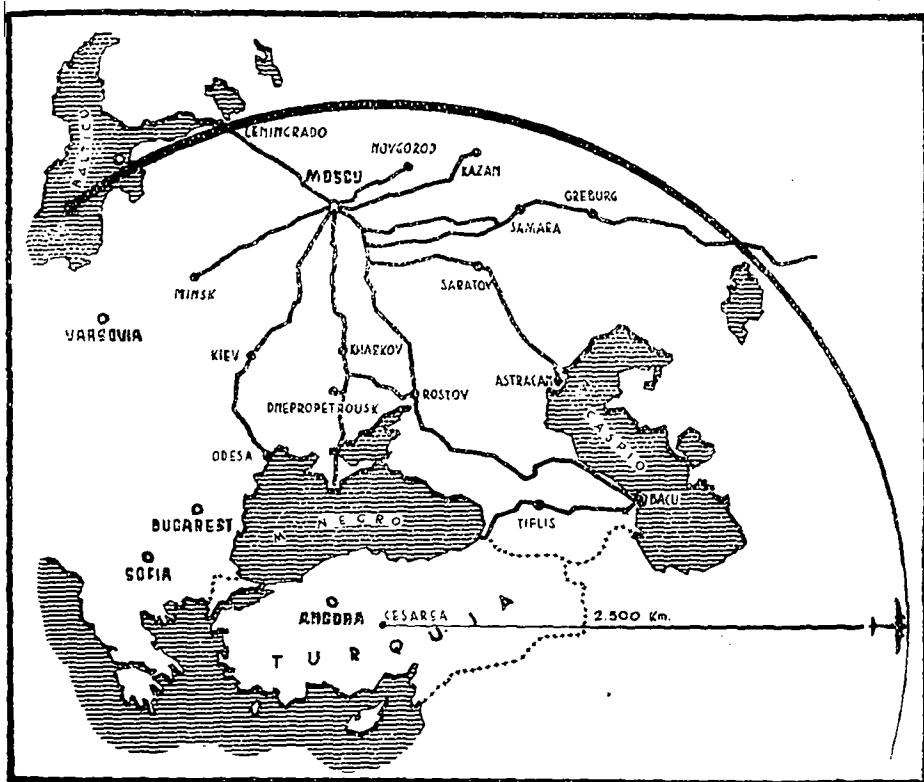 BALTICO
LENINGRADO
NOVGOROD
MOSCU
KAZAN
GREBURG
SAMARA
MINSK
SARATOV
VARSOVIA
KIEV
KHARKOV
ASTRACAN
DNEPROPETROUSK
ROSTOV
CASPIO
ODESA
BACU
BUCAREST
M. NEGRO
TIFLIS
SOFIA
ANGORA
CESAREA
2.500 Km.
TURQUIA